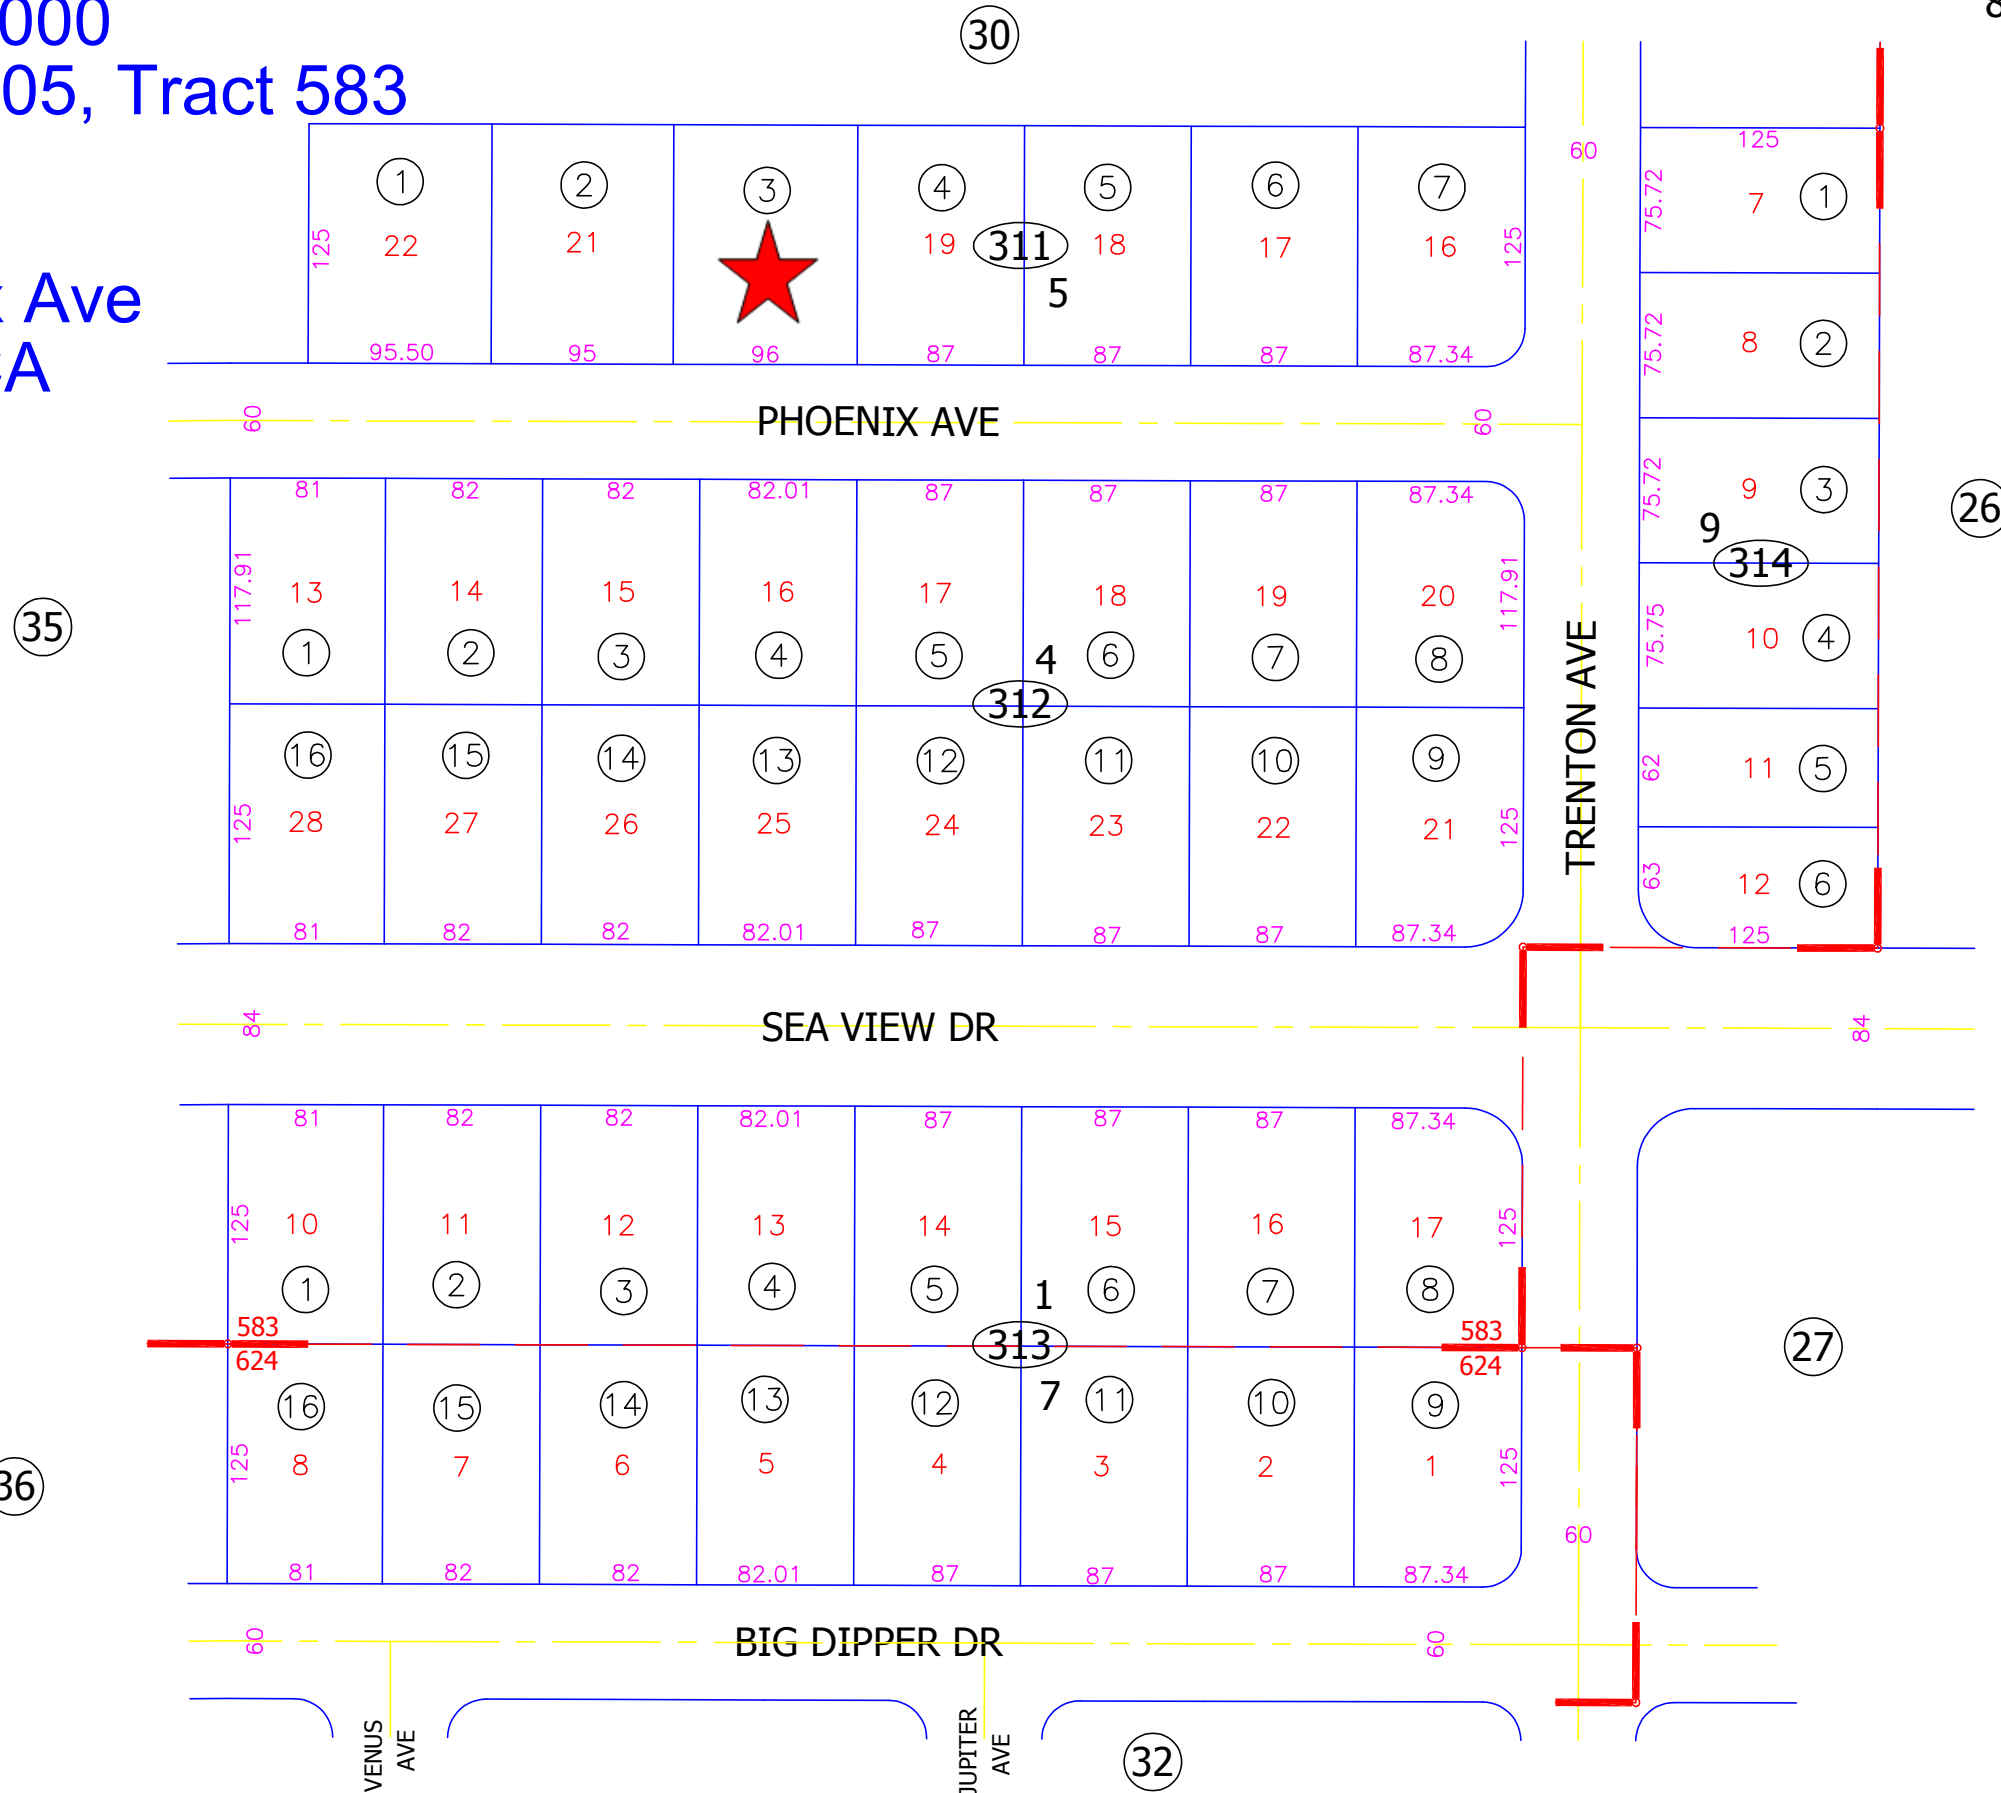 000
30
05, Tract 583
x Ave
CA
60
125
1 2 3 4 5 6 7
7 1
75.72
125 22 21 19 311 18 17 16 125
5
95.50 95 96 87 87 87 87.34
75.72 8 2
60 PHOENIX AVE 60
81 82 82 82.01 87 87 87 87.34
75.72 9 3
9
314
26
117.91 13 14 15 16 17 18 19 20 117.91
35
1 2 3 4 5 4 6 7 8
312
75.75 10 4
TRENTON AVE
16 15 14 13 12 11 10 9
62 11 5
125 28 27 26 25 24 23 22 21 125
63 12 6
125
81 82 82 82.01 87 87 87 87.34
84 SEA VIEW DR 84
81 82 82 82.01 87 87 87 87.34
125 10 11 12 13 14 15 16 17 125
1 2 3 4 5 1 6 7 8
583 583
313
624 624
27
16 15 14 13 12 7 11 10 9
125 8 7 6 5 4 3 2 1 125
36
60
81 82 82 82.01 87 87 87 87.34
60 BIG DIPPER DR 60
VENUS
AVE
JUPITER
AVE
32